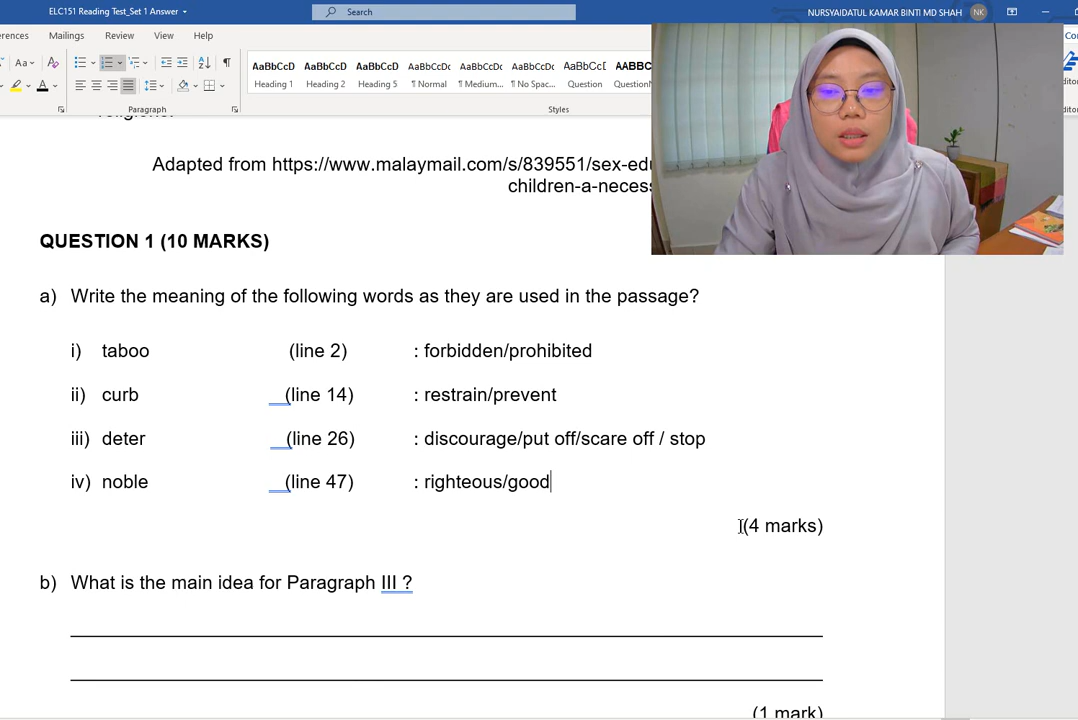 ELC151 Reading Test_Set 1 Answer
Search
NURSYAIDATUL KAMAR BINTI MD SHAH NK
Mailings Review View Help
Aa
AaBbCcD AaBbCcD AaBbCcD AaBbCcDc AaBbCcDc AaBbCcDc AaBbCcI AaBBC
Heading 1 Heading 2 Heading 5 ¶ Normal ¶ Medium... ¶ No Spac... Question
Paragraph Styles
Adapted from https://www.malaymail.com/s/839551/sex-edu
children-a-necess
QUESTION 1 (10 MARKS)
a) Write the meaning of the following words as they are used in the passage?
i) taboo (line 2) : forbidden/prohibited
ii) curb (line 14) : restrain/prevent
iii) deter (line 26) : discourage/put off/scare off / stop
iv) noble (line 47) : righteous/good
(4 marks)
b) What is the main idea for Paragraph III ?
(1 mark)